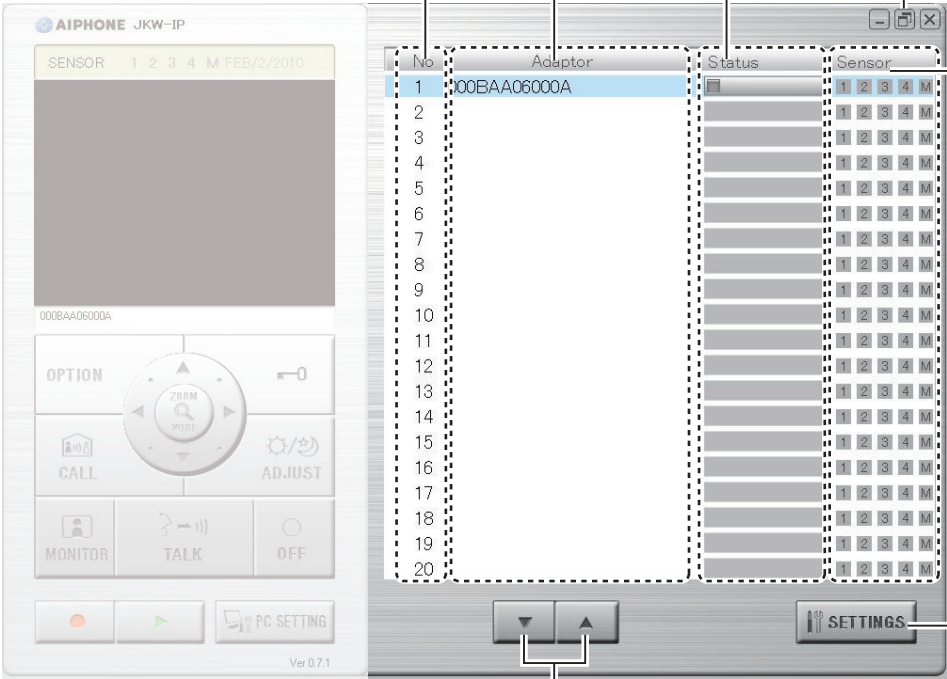 AIPHONE JKW-IP
SENSOR 1 2 3 4 M FEB/2/2010
000BAA06000A
OPTION
ZOOM
WIDE
CALL
ADJUST
MONITOR
TALK
OFF
PC SETTING
Ver 0.7.1
No Adaptor Status Sensor
1 000BAA06000A 1 2 3 4 M
2 1 2 3 4 M
3 1 2 3 4 M
4 1 2 3 4 M
5 1 2 3 4 M
6 1 2 3 4 M
7 1 2 3 4 M
8 1 2 3 4 M
9 1 2 3 4 M
10 1 2 3 4 M
11 1 2 3 4 M
12 1 2 3 4 M
13 1 2 3 4 M
14 1 2 3 4 M
15 1 2 3 4 M
16 1 2 3 4 M
17 1 2 3 4 M
18 1 2 3 4 M
19 1 2 3 4 M
20 1 2 3 4 M
SETTINGS